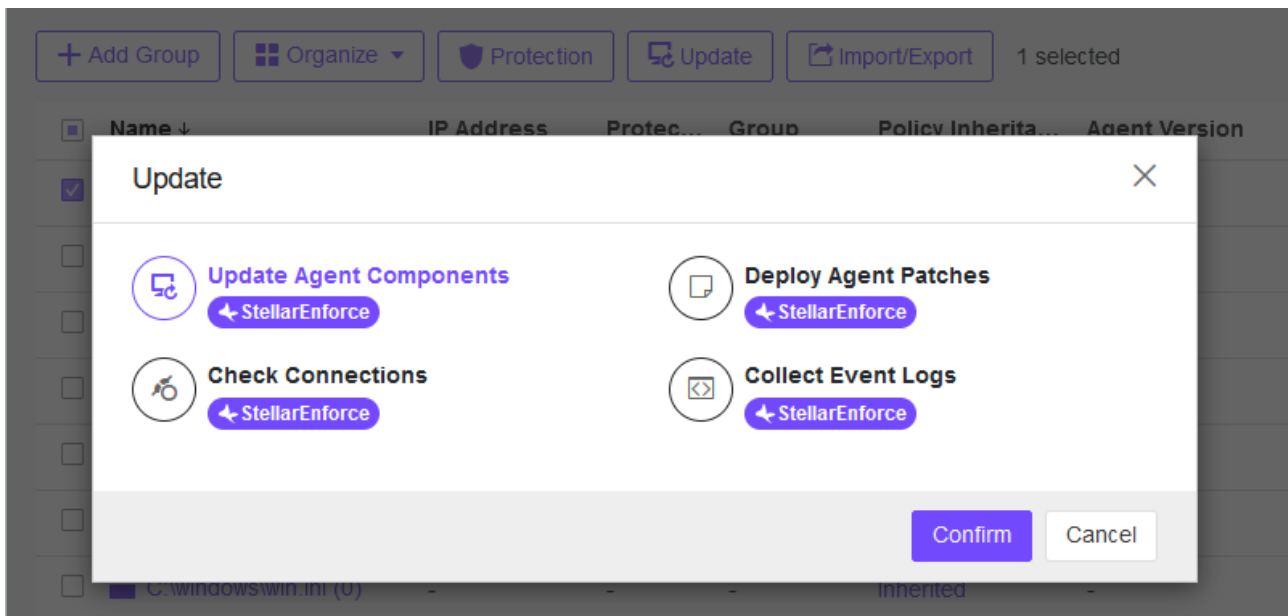 Add Group Organize Protection Update Import/Export 1 selected
Name IP Address Protec... Group Policy Inherita... Agent Version
Update
Update Agent Components
StellarEnforce
Deploy Agent Patches
StellarEnforce
Check Connections
StellarEnforce
Collect Event Logs
StellarEnforce
Confirm Cancel
C:\windows\win.ini (0) - - - Inherited -